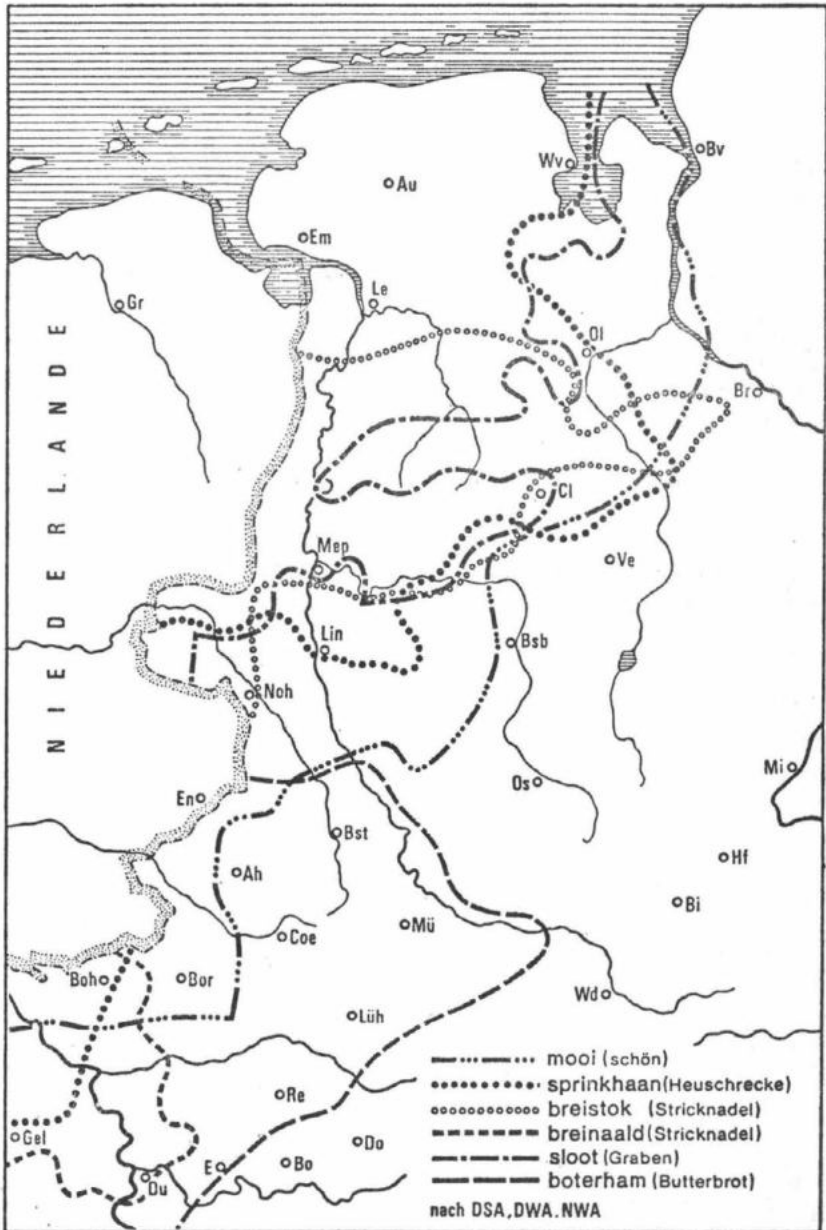 Wv
Bv
Au
Em
Gr
Le
Ol
Br
NIEDERLANDE
Cl
Mep
Ve
Lin
Bsb
Noh
En
Os
Mi
Bst
Hf
Ah
Bi
Coe
Mü
Boh
Bor
Wd
Lüh
mooi (schön)
sprinkhaan (Heuschrecke)
Re
breistok (Stricknadel)
Gel
Do
breinaald (Stricknadel)
E
Bo
sloot (Graben)
Du
boterham (Butterbrot)
nach DSA, DWA. NWA